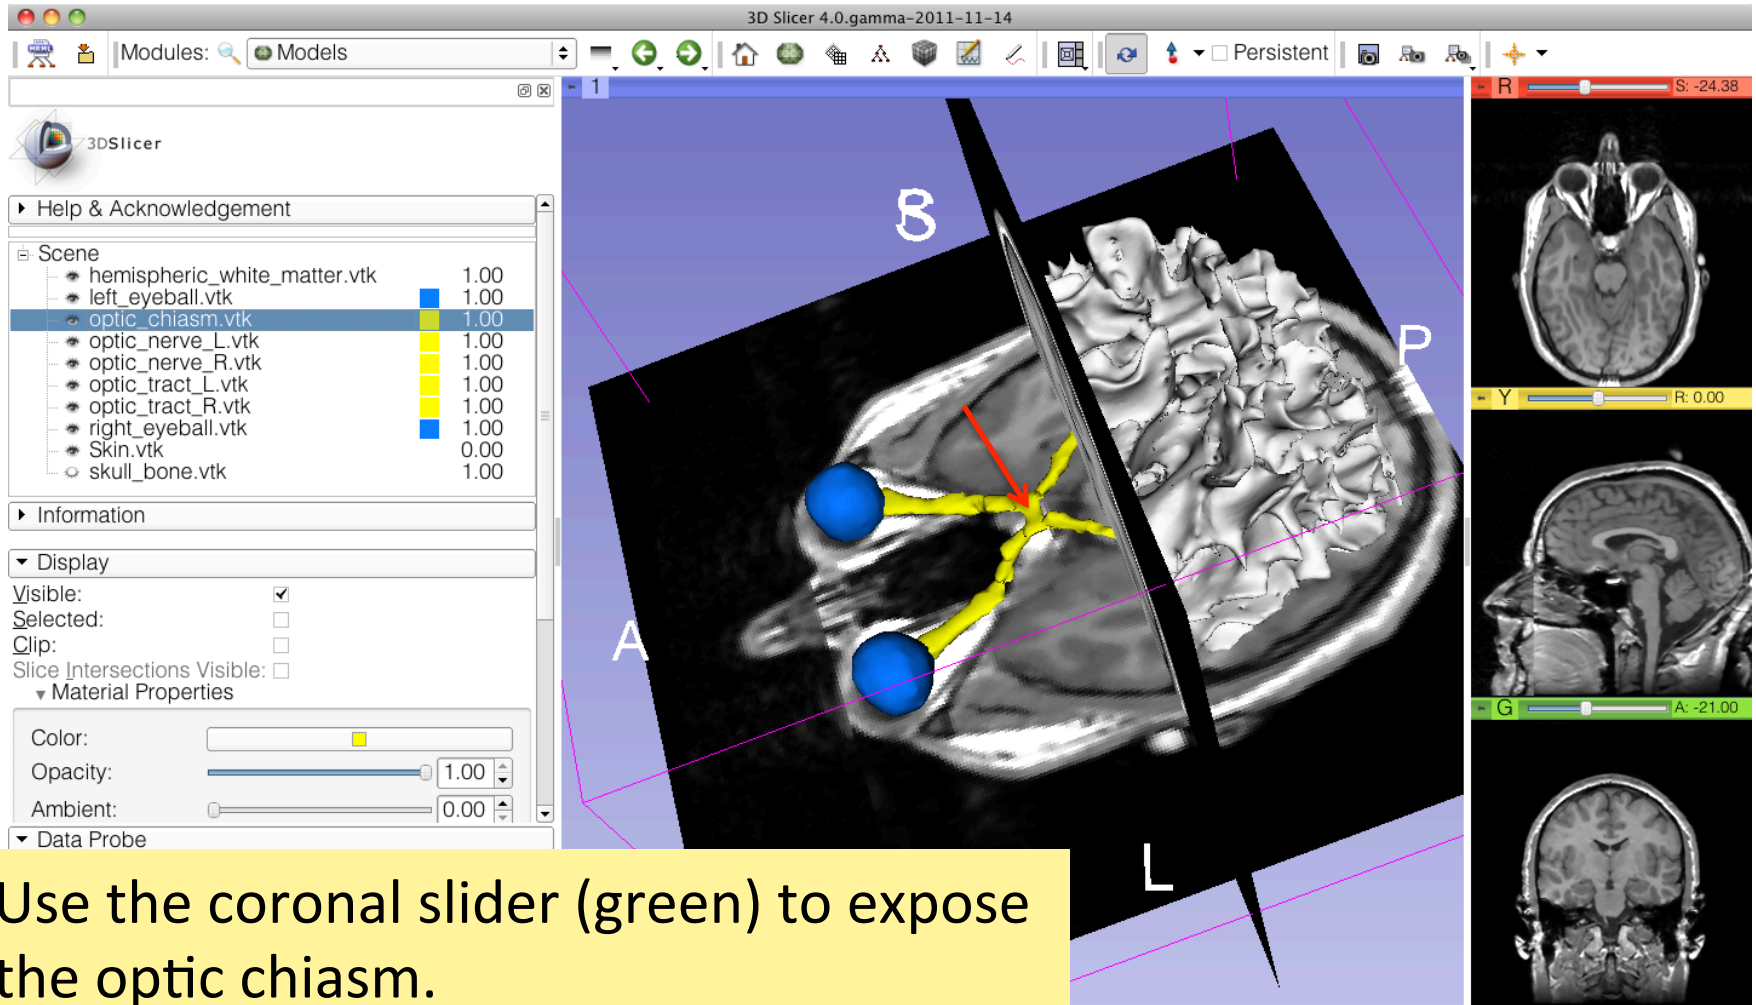 3D Slicer 4.0.gamma-2011-11-14
MRML Modules: Models Persistent
3DSlicer
Help & Acknowledgement
Scene
hemispheric_white_matter.vtk 1.00
left_eyeball.vtk 1.00
optic_chiasm.vtk 1.00
optic_nerve_L.vtk 1.00
optic_nerve_R.vtk 1.00
optic_tract_L.vtk 1.00
optic_tract_R.vtk 1.00
right_eyeball.vtk 1.00
Skin.vtk 0.00
skull_bone.vtk 1.00
Information
Display
Visible:
Selected:
Clip:
Slice Intersections Visible:
Material Properties
Color:
Opacity: 1.00
Ambient: 0.00
Data Probe
1
S
R
P
A
L
R S: -24.38
Y R: 0.00
G A: -21.00
Use the coronal slider (green) to expose
the optic chiasm.